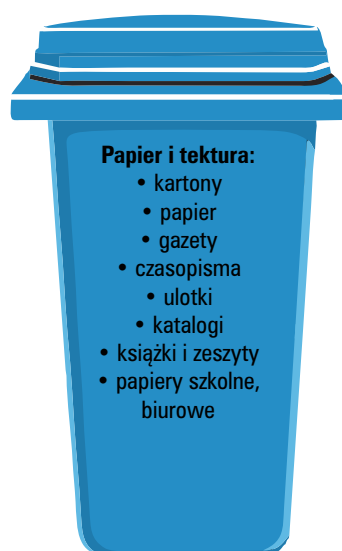 Papier i tektura:
• kartony
• papier
• gazety
• czasopisma
• ulotki
• katalogi
• książki i zeszyty
• papiery szkolne,
biurowe